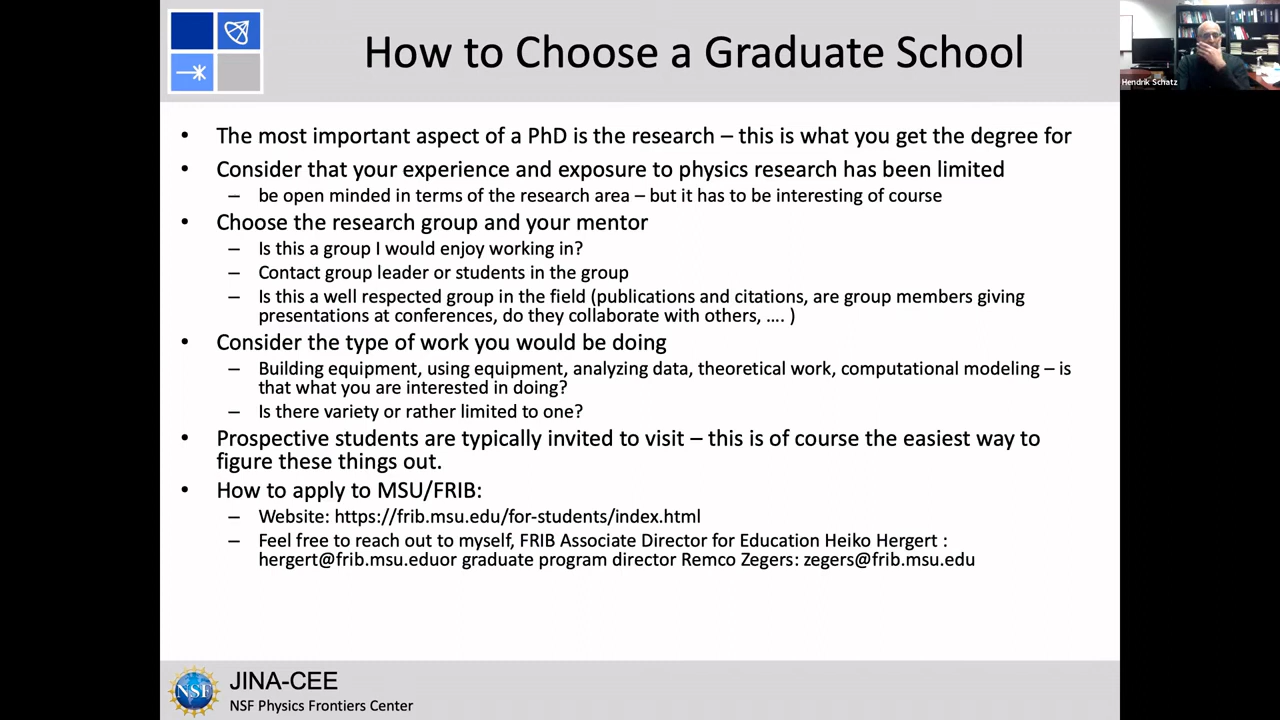 How to Choose a Graduate School
Hendrik Schatz
• The most important aspect of a PhD is the research – this is what you get the degree for
• Consider that your experience and exposure to physics research has been limited
– be open minded in terms of the research area – but it has to be interesting of course
• Choose the research group and your mentor
– Is this a group I would enjoy working in?
– Contact group leader or students in the group
– Is this a well respected group in the field (publications and citations, are group members giving
presentations at conferences, do they collaborate with others, …. )
• Consider the type of work you would be doing
– Building equipment, using equipment, analyzing data, theoretical work, computational modeling – is
that what you are interested in doing?
– Is there variety or rather limited to one?
• Prospective students are typically invited to visit – this is of course the easiest way to
figure these things out.
• How to apply to MSU/FRIB:
– Website: https://frib.msu.edu/for-students/index.html
– Feel free to reach out to myself, FRIB Associate Director for Education Heiko Hergert :
hergert@frib.msu.eduor graduate program director Remco Zegers: zegers@frib.msu.edu
NSF
JINA-CEE
NSF Physics Frontiers Center